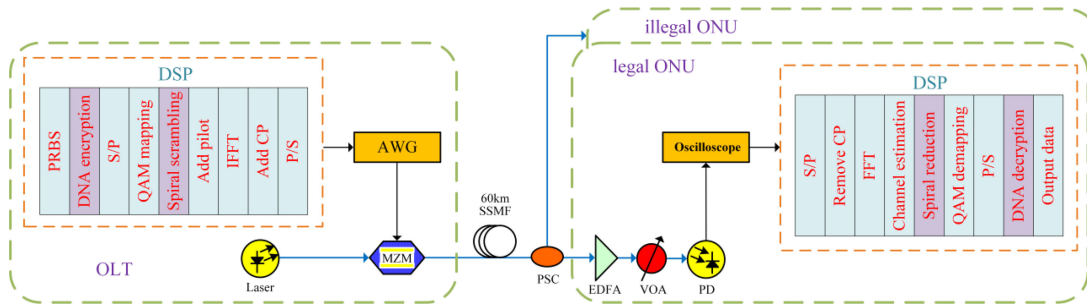 illegal ONU
legal ONU
DSP
PRBS
DNA encryption
S/P
QAM mapping
Spiral scrambling
Add pilot
IFFT
Add CP
P/S
AWG
60km
SSMF
OLT
Laser
MZM
PSC
EDFA
VOA
PD
Oscilloscope
DSP
S/P
Remove CP
FFT
Channel estimation
Spiral reduction
QAM demapping
P/S
DNA decryption
Output data